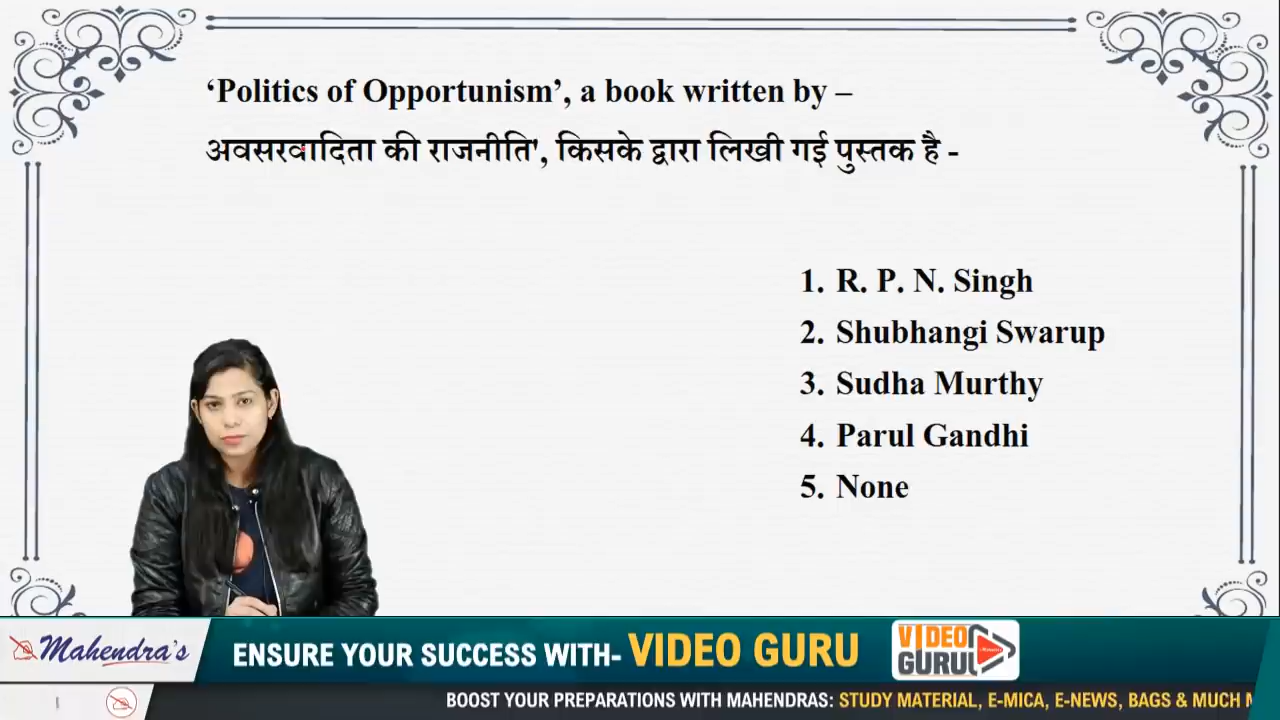 ‘Politics of Opportunism’, a book written by –
अवसरवादिता की राजनीति', किसके द्वारा लिखी गई पुस्तक है -
1. R. P. N. Singh
2. Shubhangi Swarup
3. Sudha Murthy
4. Parul Gandhi
5. None
Mahendra's
ENSURE YOUR SUCCESS WITH- VIDEO GURU
VIDEO
GURU
BOOST YOUR PREPARATIONS WITH MAHENDRAS: STUDY MATERIAL, E-MICA, E-NEWS, BAGS & MUCH